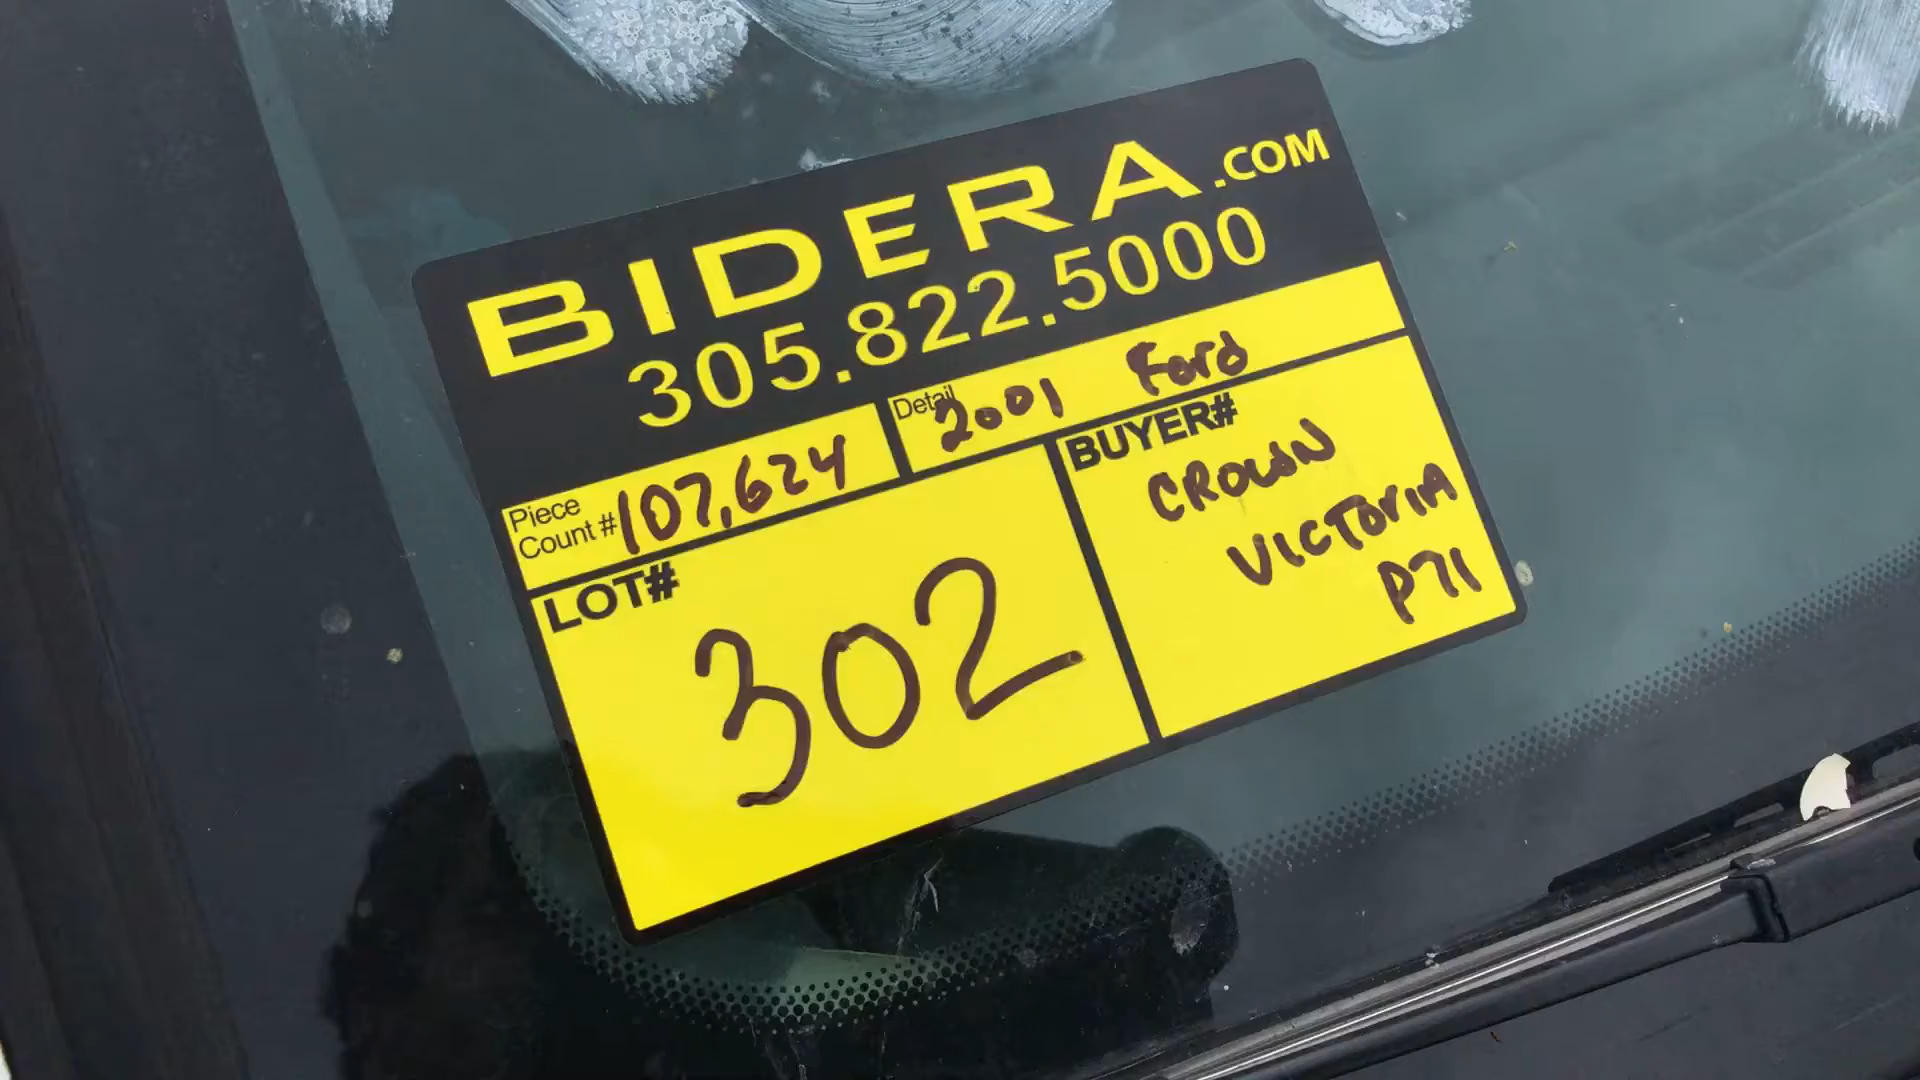 BIDERA.COM
305.822.5000
Piece Count # 107,624
Detail 2001 Ford
LOT# 302
BUYER#
CROWN
VICTORIA
P71